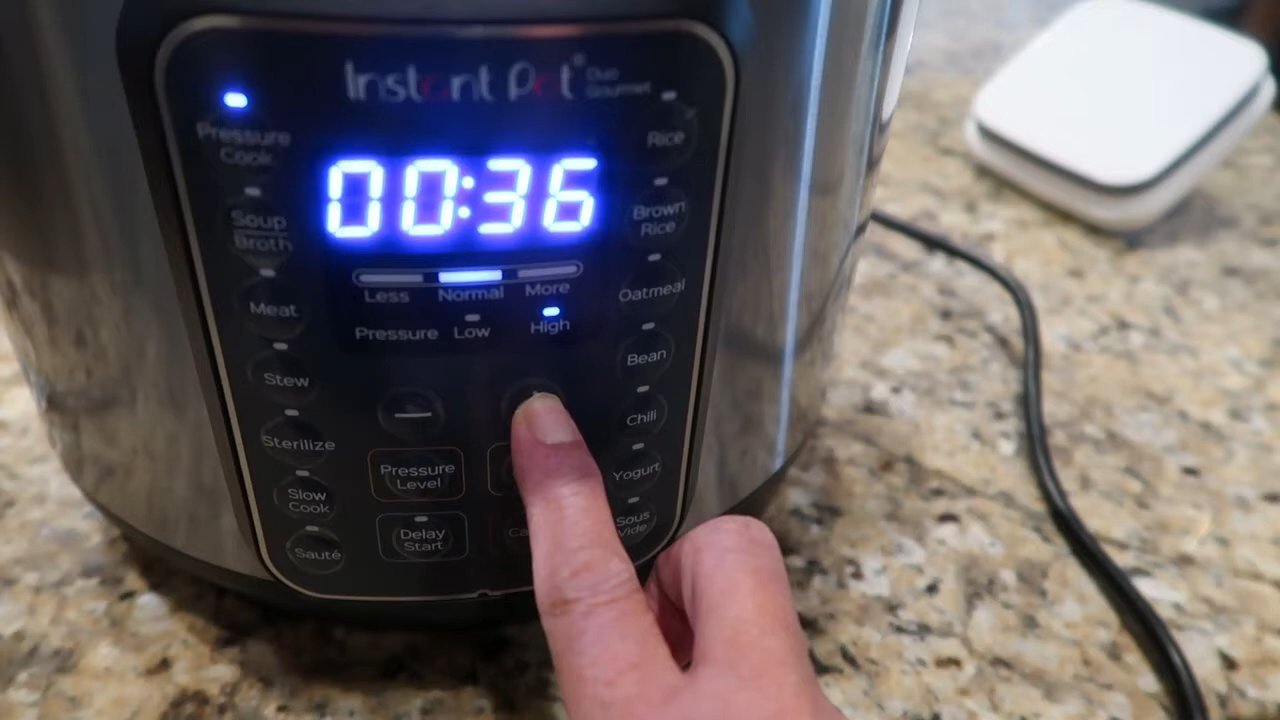 Instant Pot® Duo
Gourmet
Pressure
Cook
00:36
Rice
Soup
Broth
Brown
Rice
Less Normal More
Meat
Pressure Low High
Oatmeal
Stew
Bean
—
Chili
Sterilize
Pressure
Level
Yogurt
Slow
Cook
Delay
Start
Sous
Vide
Sauté